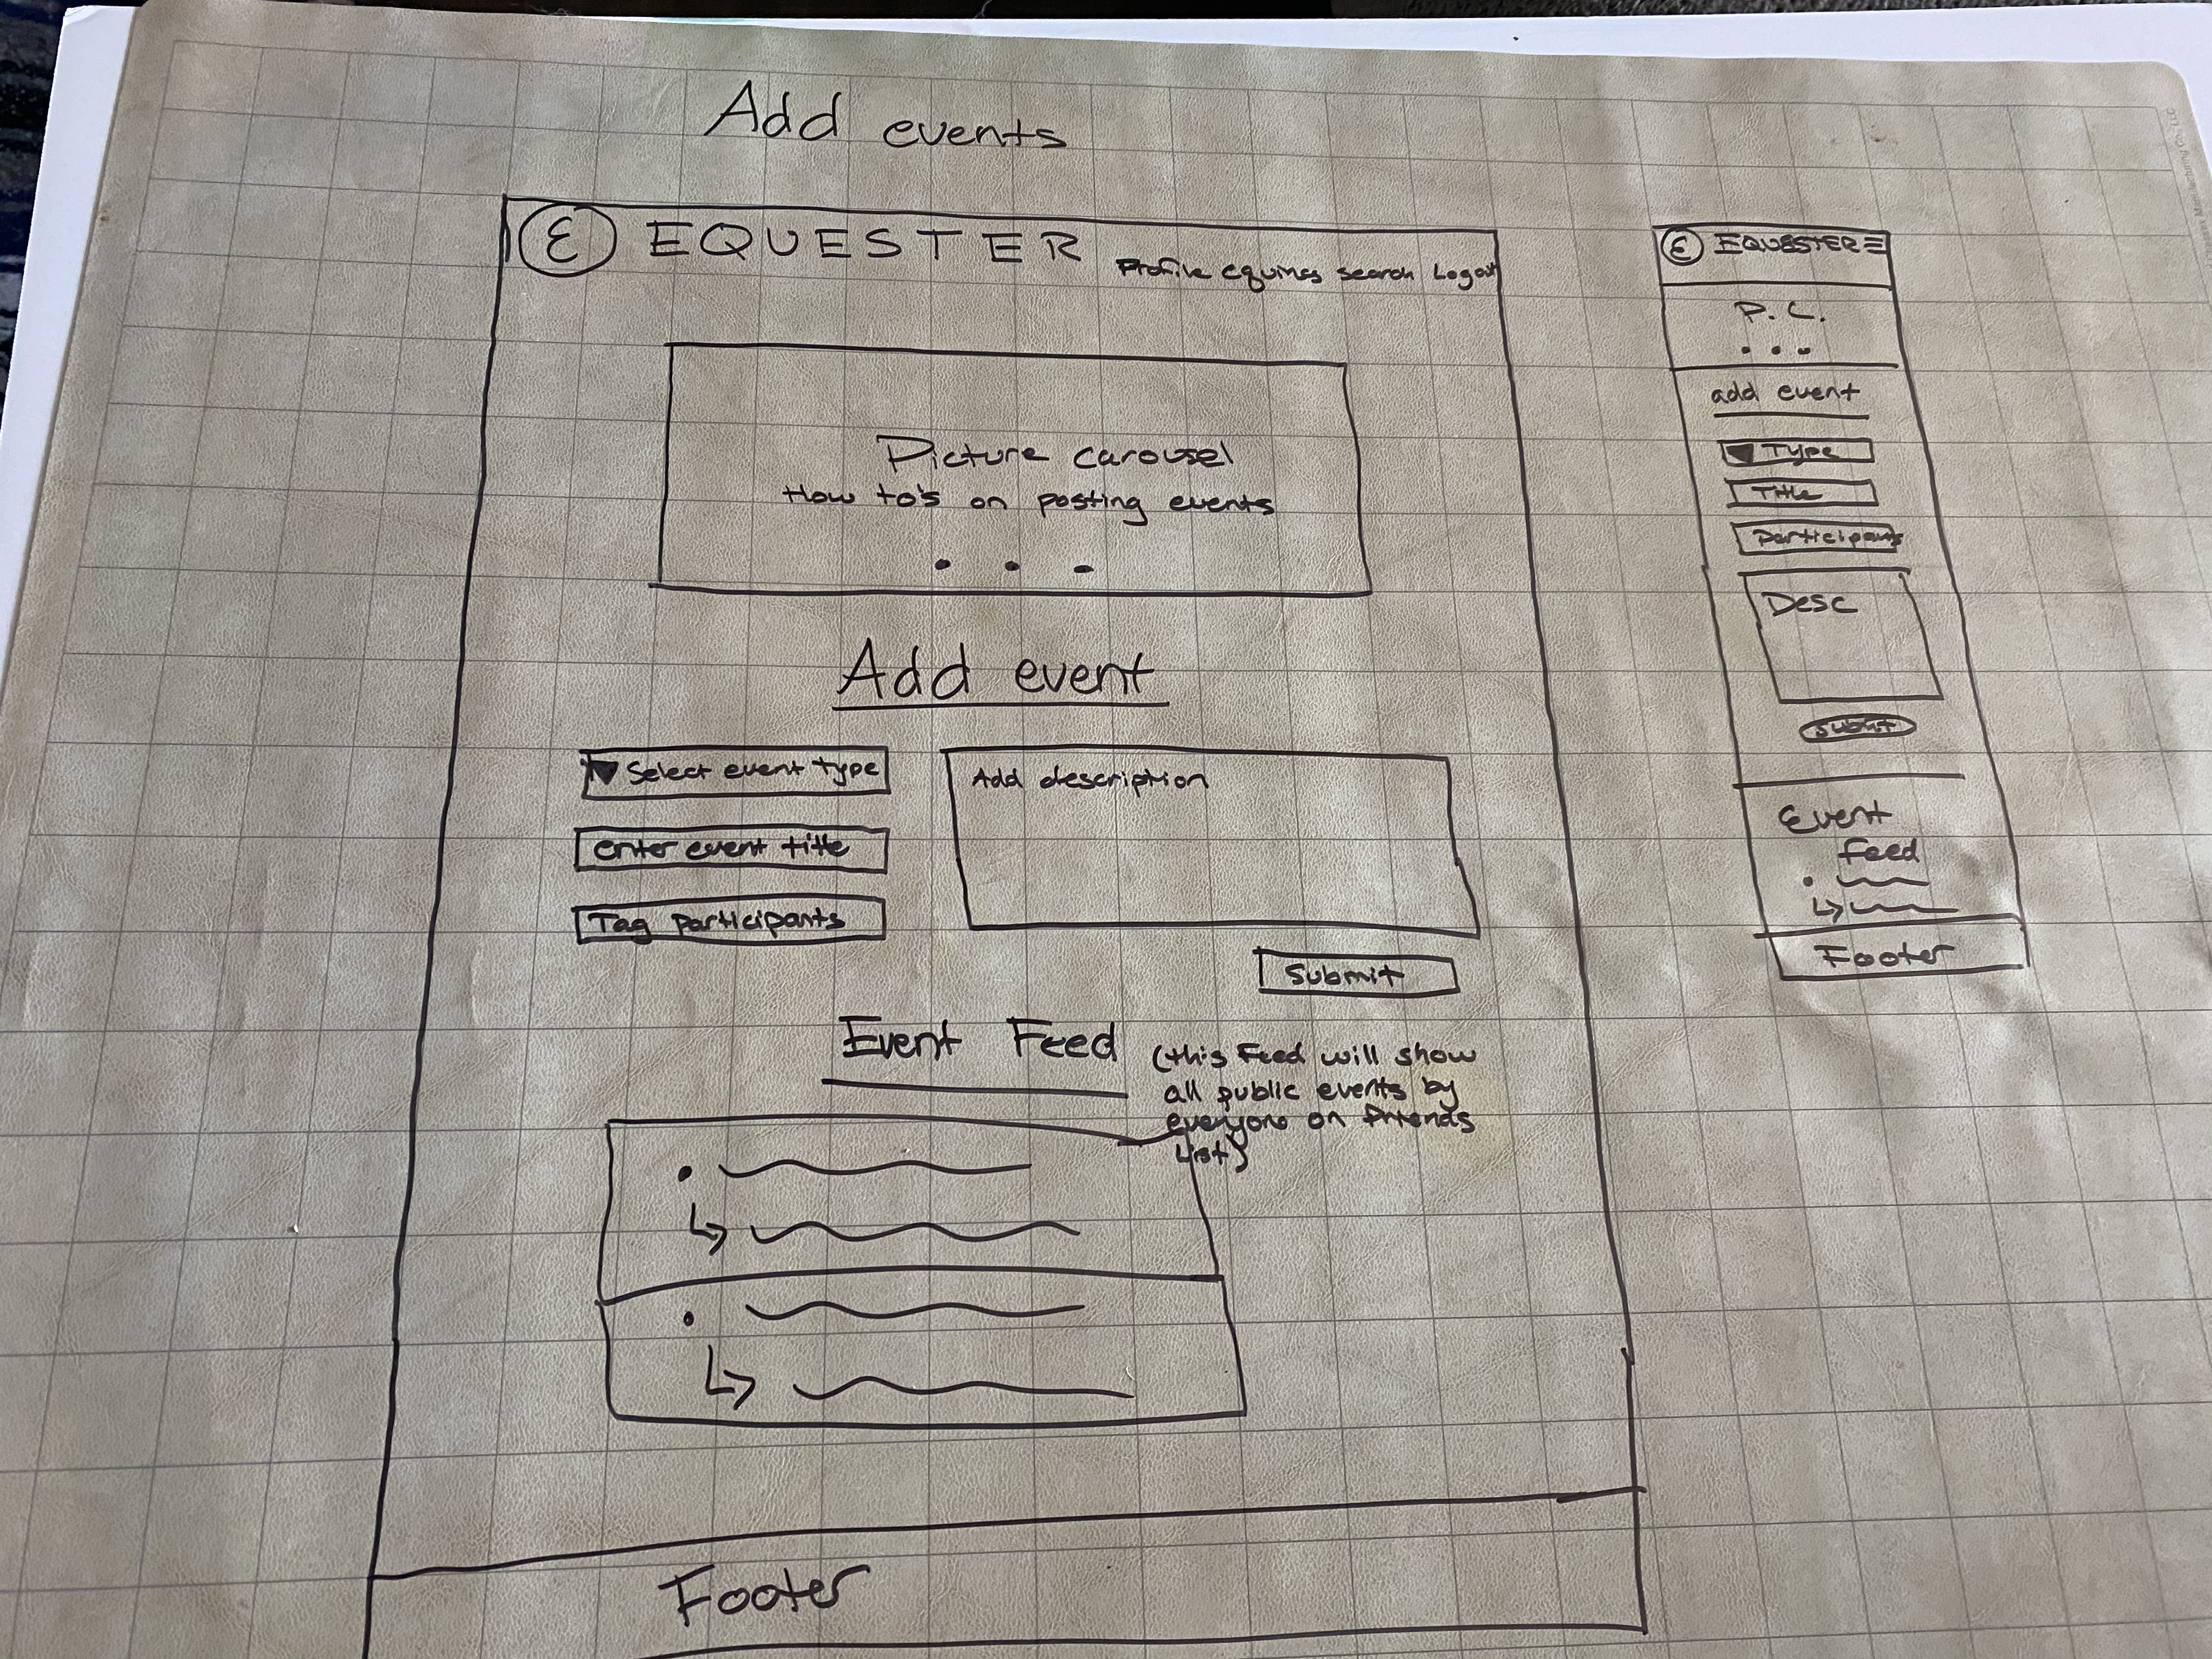 Add events
E EQUESTER Profile equines search Logout
Picture carousel
How to's on posting events
Add event
Select event type
enter event title
Tag Participants
Add description
Submit
Event Feed
(this feed will show
all public events by
everyone on friends
list)
Footer
E EQUESTER
P.C.
add event
Type
Title
Participants
Desc
Submit
Event
feed
Footer
Chessex Manufacturing Co., LLC